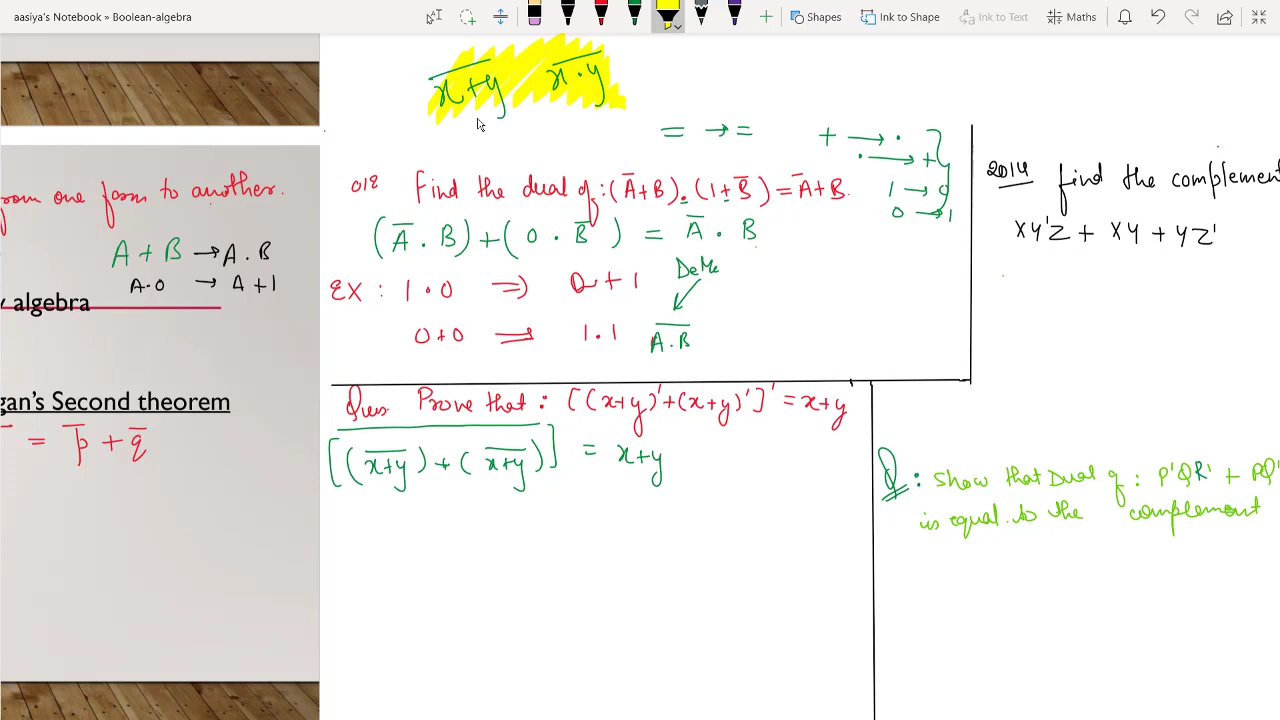 aasiya's Notebook » Boolean-algebra
Shapes
Ink to Shape
Ink to Text
Maths
x+y̅ x·y̅
rom one form to another.
A + B → A . B
A·0 → A + 1
y algebra
gan's Second theorem
= p̅ + q̅
= → =
+ → ·
· → +
1 → 0
0 → 1
018 Find the dual of : (A̅+B) . (1+B̅) = A̅+B.
(A̅ . B) + (0 . B̅) = A̅ . B
EX : 1 . 0 ⇒ 0 + 1
0+0 ⇒ 1 . 1
DeMo
A̅.̅B̅
2014 find the complement
XY'Z + XY + YZ'
Ques. Prove that : [(x+y)'+(x+y)']' = x+y
[(x̅+̅y̅) + (x̅+̅y̅)] = x+y
Q : Show that Dual of : P'QR' + PQ'
is equal to the complement